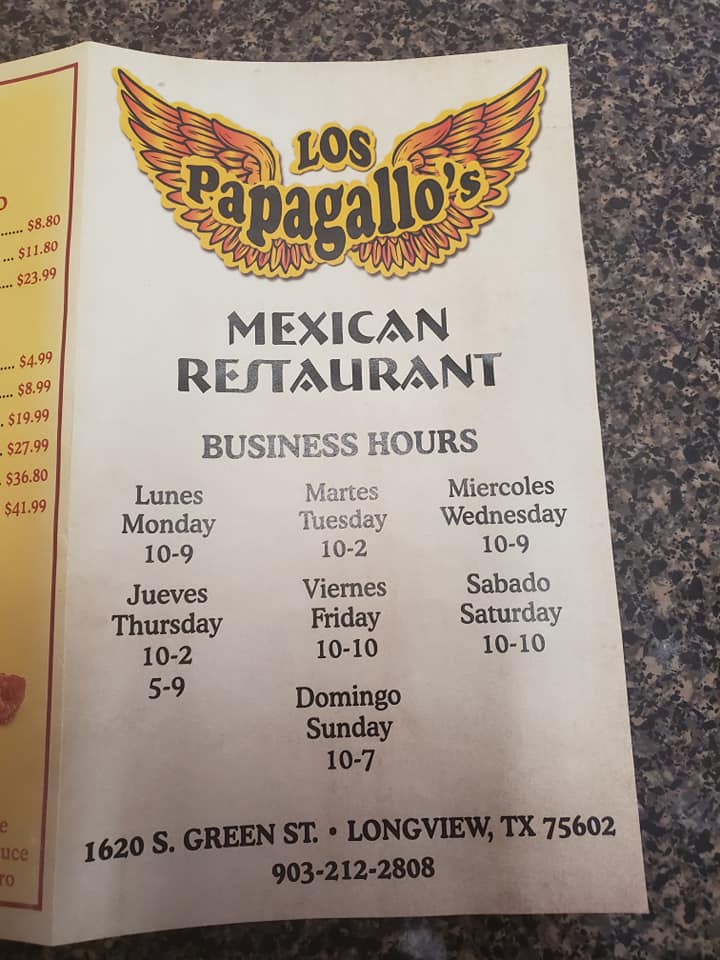 LOS
Papagallo's
MEXICAN
RESTAURANT
BUSINESS HOURS
Lunes
Monday
10-9
Martes
Tuesday
10-2
Miercoles
Wednesday
10-9
Jueves
Thursday
10-2
5-9
Viernes
Friday
10-10
Sabado
Saturday
10-10
Domingo
Sunday
10-7
1620 S. GREEN ST. • LONGVIEW, TX 75602
903-212-2808
...... $8.80
... $11.80
.... $23.99
.... $4.99
.... $8.99
. $19.99
. $27.99
. $36.80
$41.99